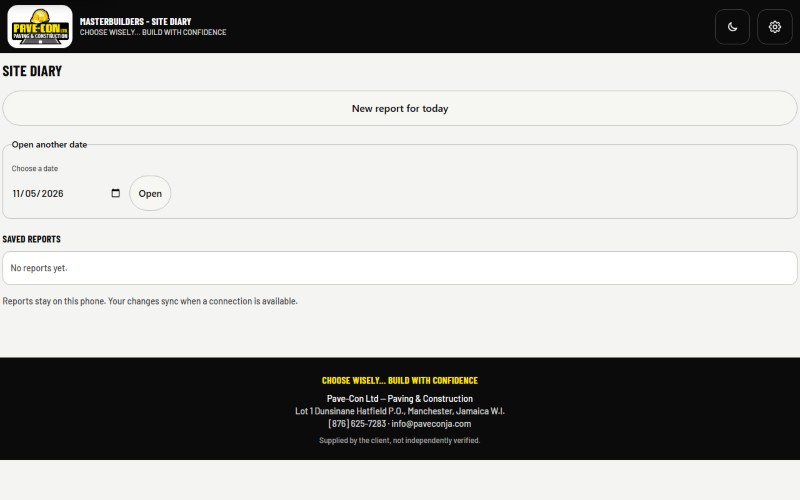 PAVE-CON LTD
PAVING & CONSTRUCTION
MASTERBUILDERS - SITE DIARY
CHOOSE WISELY... BUILD WITH CONFIDENCE
SITE DIARY
New report for today
Open another date
Choose a date
11/05/2026
Open
SAVED REPORTS
No reports yet.
Reports stay on this phone. Your changes sync when a connection is available.
CHOOSE WISELY... BUILD WITH CONFIDENCE
Pave-Con Ltd — Paving & Construction
Lot 1 Dunsinane Hatfield P.O., Manchester, Jamaica W.I.
[876] 625-7283 · info@paveconja.com
Supplied by the client, not independently verified.